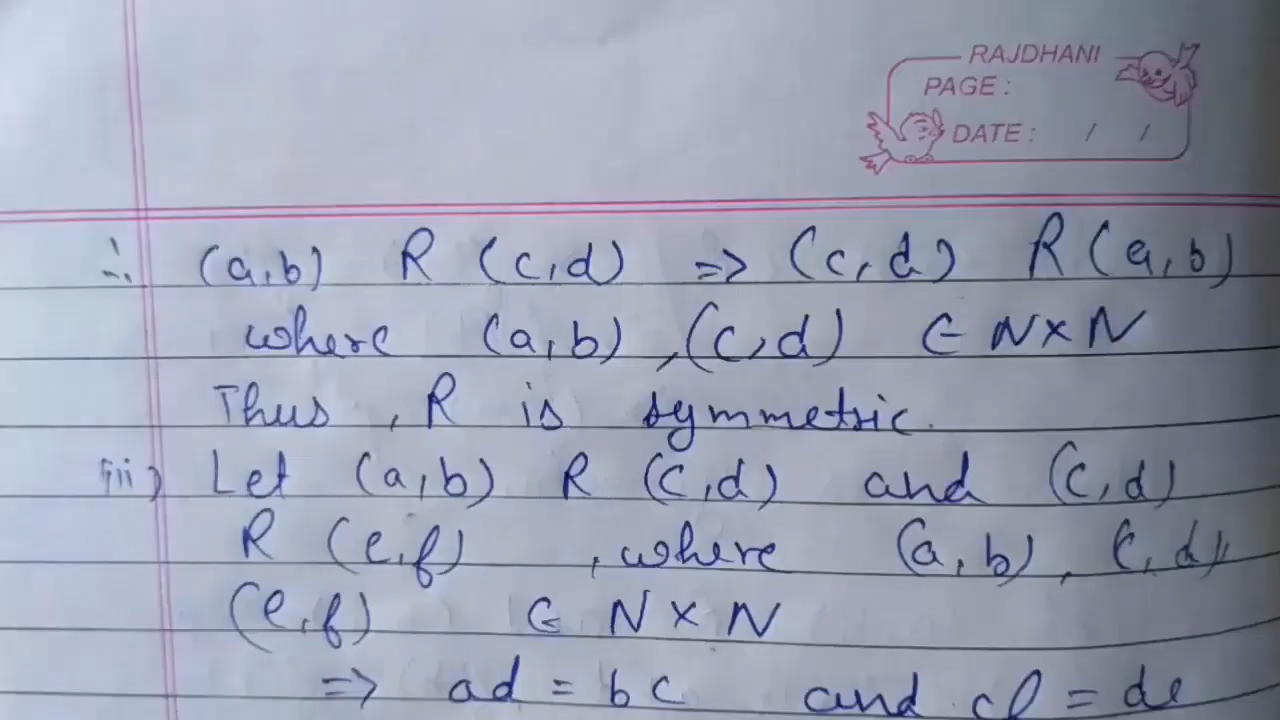 RAJDHANI
PAGE :
DATE : / /
∴ (a,b) R (c,d) => (c,d) R (a,b)
where (a,b) ,(c,d) ∈ N×N
Thus , R is symmetric.
iii) Let (a,b) R (c,d) and (c,d)
R (e,f) , where (a,b), (c,d),
(e,f) ∈ N × N
=> ad = bc and cf = de